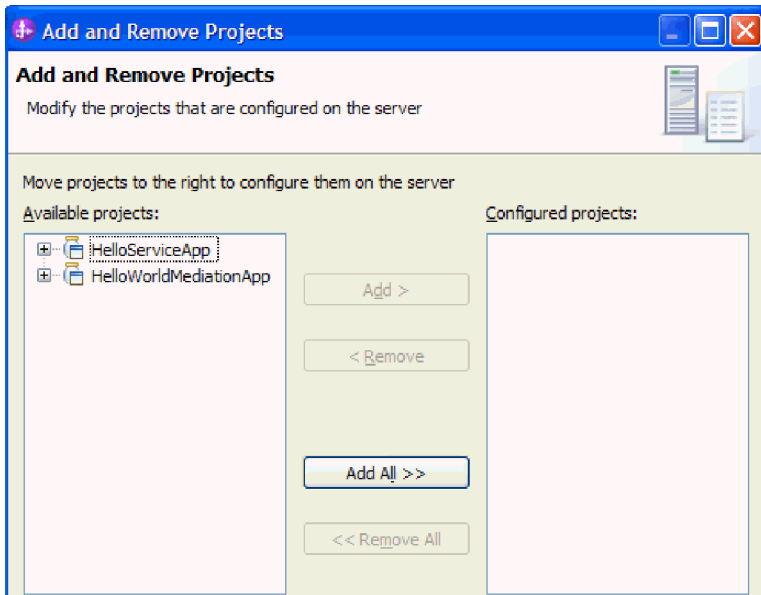 Add and Remove Projects
Add and Remove Projects
Modify the projects that are configured on the server
Move projects to the right to configure them on the server
Available projects:
Configured projects:
HelloServiceApp
HelloWorldMediationApp
Add >
< Remove
Add All >>
<< Remove All